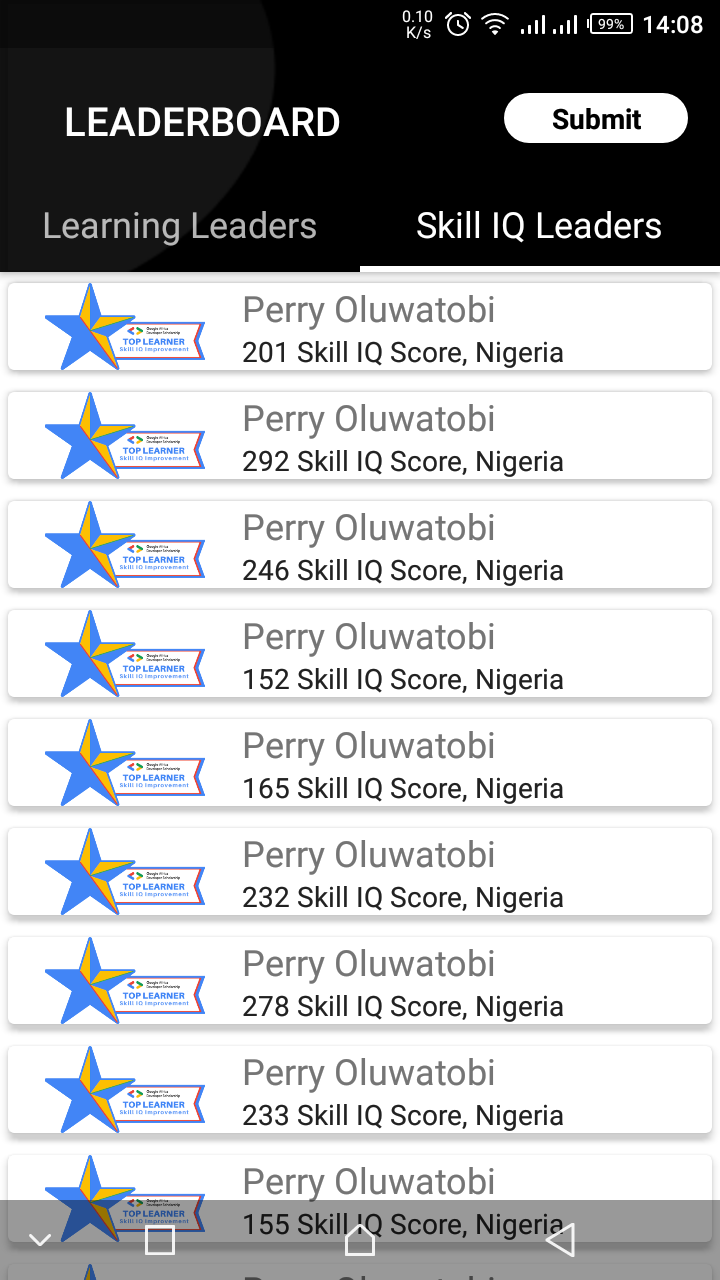 0.10
K/s
99%
14:08
LEADERBOARD
Submit
Learning Leaders
Skill IQ Leaders
Perry Oluwatobi
Google Africa
Developer Scholarship
TOP LEARNER
Skill IQ Improvement
201 Skill IQ Score, Nigeria
Perry Oluwatobi
Google Africa
Developer Scholarship
TOP LEARNER
Skill IQ Improvement
292 Skill IQ Score, Nigeria
Perry Oluwatobi
Google Africa
Developer Scholarship
TOP LEARNER
Skill IQ Improvement
246 Skill IQ Score, Nigeria
Perry Oluwatobi
Google Africa
Developer Scholarship
TOP LEARNER
Skill IQ Improvement
152 Skill IQ Score, Nigeria
Perry Oluwatobi
Google Africa
Developer Scholarship
TOP LEARNER
Skill IQ Improvement
165 Skill IQ Score, Nigeria
Perry Oluwatobi
Google Africa
Developer Scholarship
TOP LEARNER
Skill IQ Improvement
232 Skill IQ Score, Nigeria
Perry Oluwatobi
Google Africa
Developer Scholarship
TOP LEARNER
Skill IQ Improvement
278 Skill IQ Score, Nigeria
Perry Oluwatobi
Google Africa
Developer Scholarship
TOP LEARNER
Skill IQ Improvement
233 Skill IQ Score, Nigeria
Perry Oluwatobi
Google Africa
Developer Scholarship
TOP LEARNER
Skill IQ Improvement
155 Skill IQ Score, Nigeria